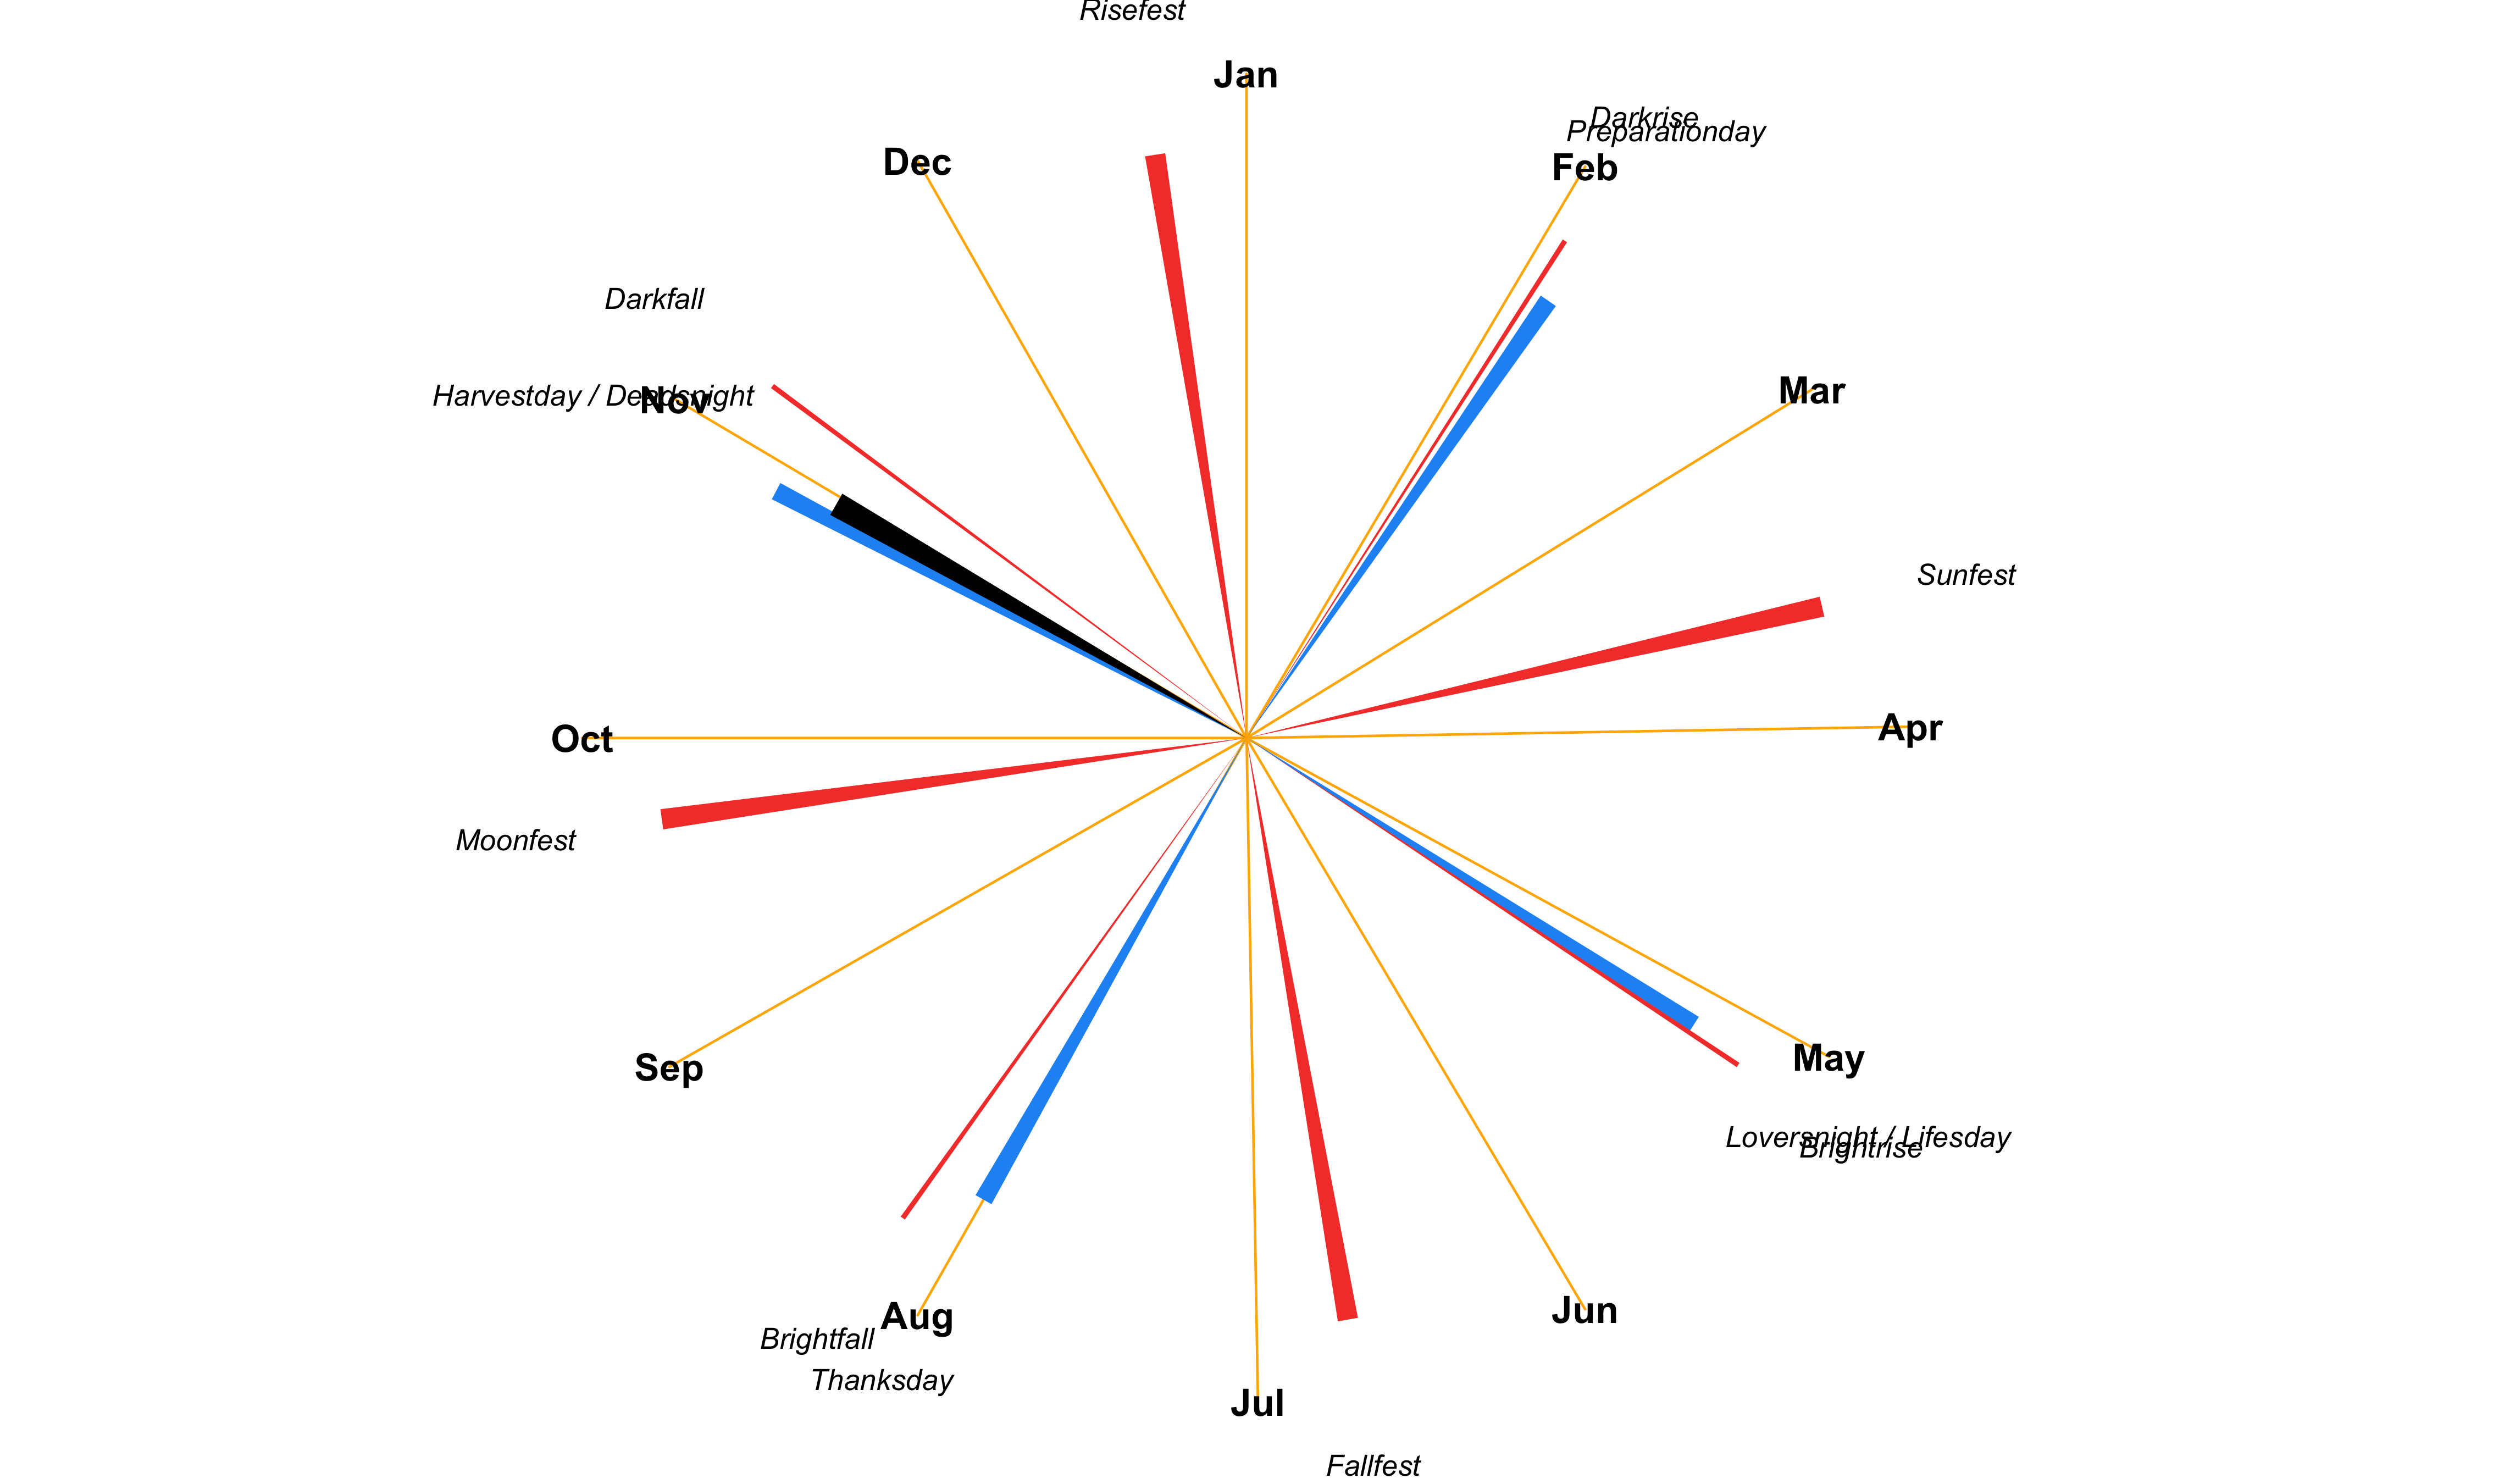 Risefest
Jan
Darkrise
Preparationday
Dec
Feb
Darkfall
Mar
Harvestday / Deadsnight
Nov
Sunfest
Apr
Oct
Moonfest
May
Sep
Loversnight / Lifesday
Brightrise
Jun
Aug
Brightfall
Thanksday
Jul
Fallfest